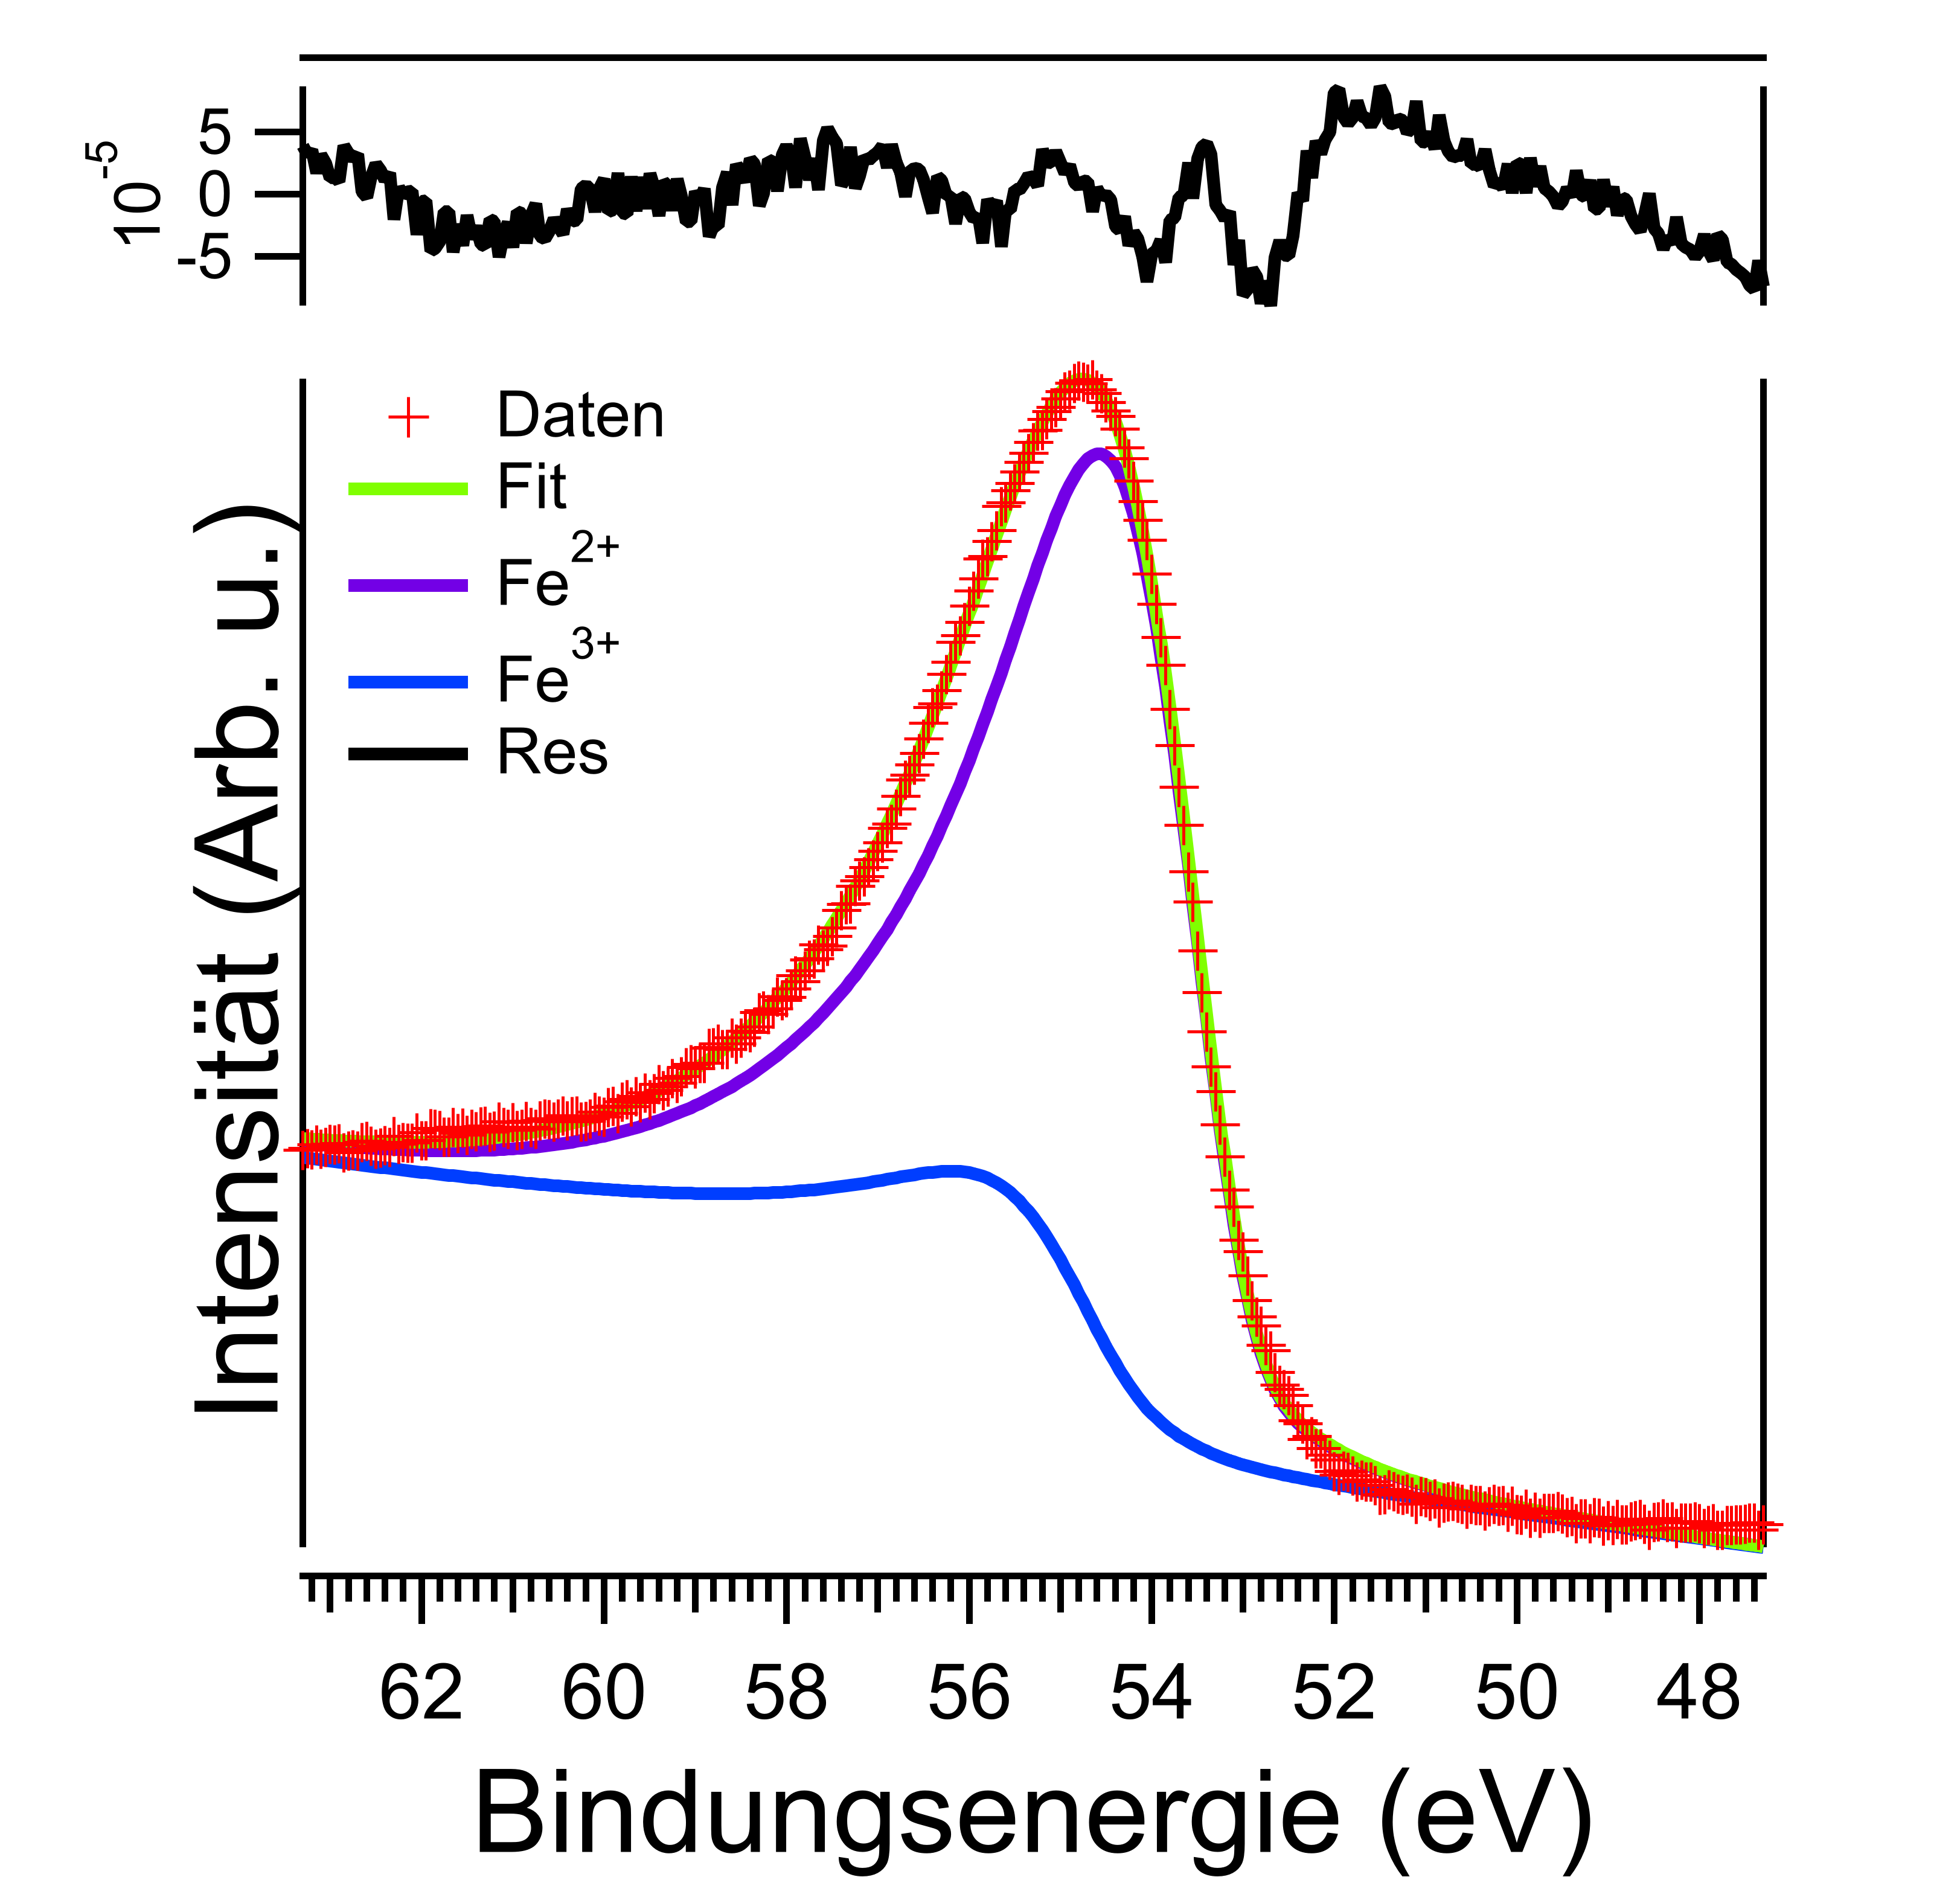 10^-5
5
0
-5
Daten
Fit
Fe^2+
Fe^3+
Res
Intensität (Arb. u.)
62 60 58 56 54 52 50 48
Bindungsenergie (eV)